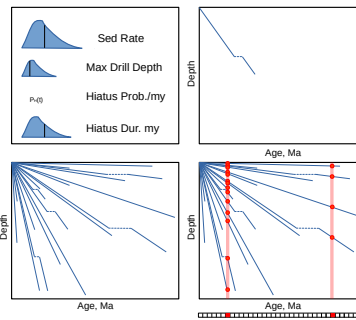 Sed Rate
Max Drill Depth
Hiatus Prob./my
Hiatus Dur. my
Depth
Age, Ma
Depth
Age, Ma
Depth
Age, Ma